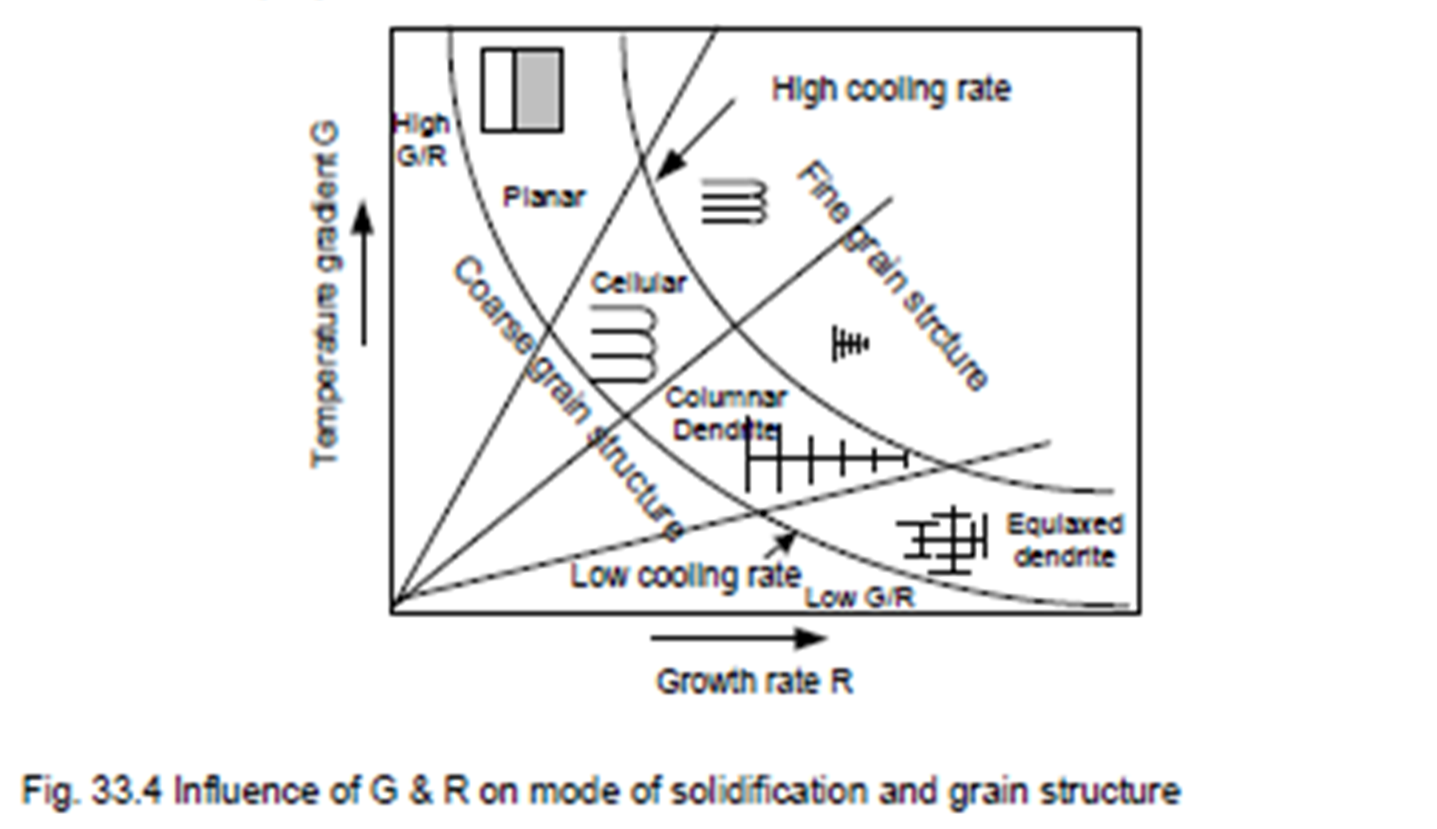 High cooling rate
High
G/R
Planar
Fine grain strcture
Temperature gradient G
Coarse grain structure
Cellular
Columnar
Dendrite
Equiaxed
dendrite
Low cooling rate
Low G/R
Growth rate R
Fig. 33.4 Influence of G & R on mode of solidification and grain structure